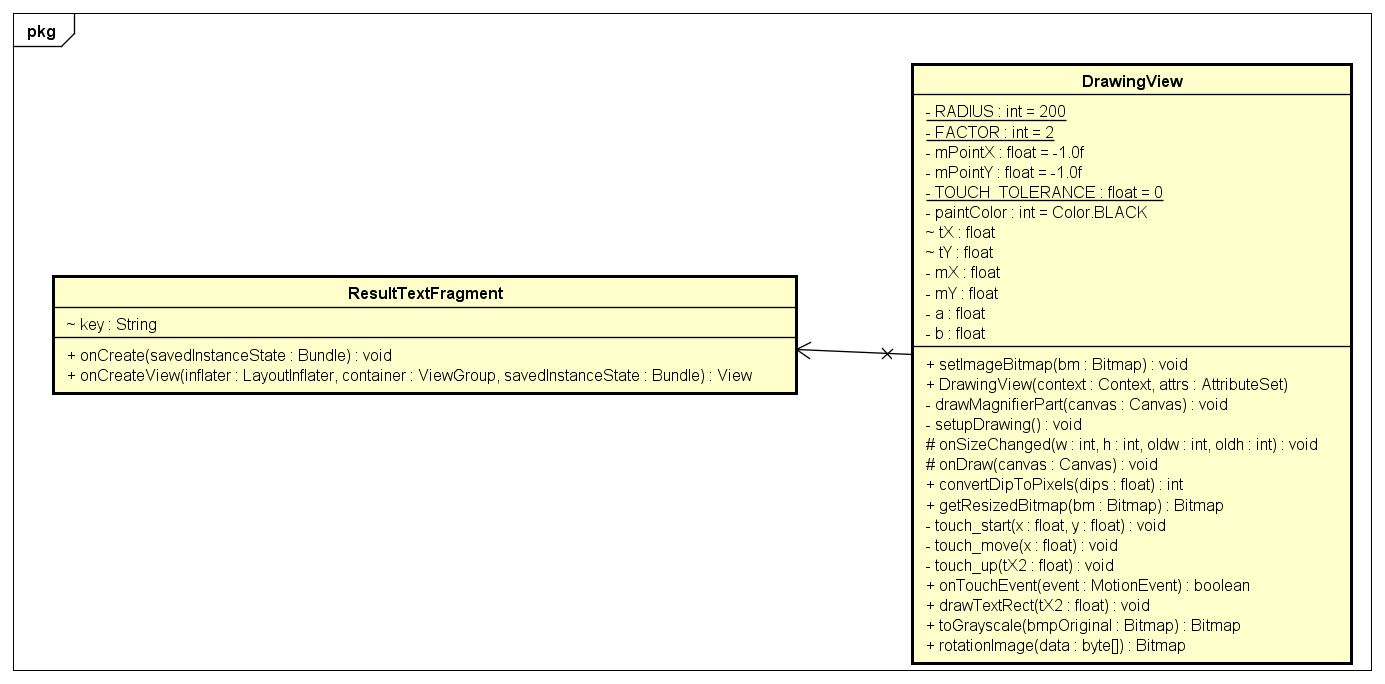 pkg
DrawingView
- RADIUS : int = 200
- FACTOR : int = 2
- mPointX : float = -1.0f
- mPointY : float = -1.0f
- TOUCH_TOLERANCE : float = 0
- paintColor : int = Color.BLACK
~ tX : float
~ tY : float
- mX : float
- mY : float
- a : float
- b : float
+ setImageBitmap(bm : Bitmap) : void
+ DrawingView(context : Context, attrs : AttributeSet)
- drawMagnifierPart(canvas : Canvas) : void
- setupDrawing() : void
# onSizeChanged(w : int, h : int, oldw : int, oldh : int) : void
# onDraw(canvas : Canvas) : void
+ convertDipToPixels(dips : float) : int
+ getResizedBitmap(bm : Bitmap) : Bitmap
- touch_start(x : float, y : float) : void
- touch_move(x : float) : void
- touch_up(tX2 : float) : void
+ onTouchEvent(event : MotionEvent) : boolean
+ drawTextRect(tX2 : float) : void
+ toGrayscale(bmpOriginal : Bitmap) : Bitmap
+ rotationImage(data : byte[]) : Bitmap
ResultTextFragment
~ key : String
+ onCreate(savedInstanceState : Bundle) : void
+ onCreateView(inflater : LayoutInflater, container : ViewGroup, savedInstanceState : Bundle) : View